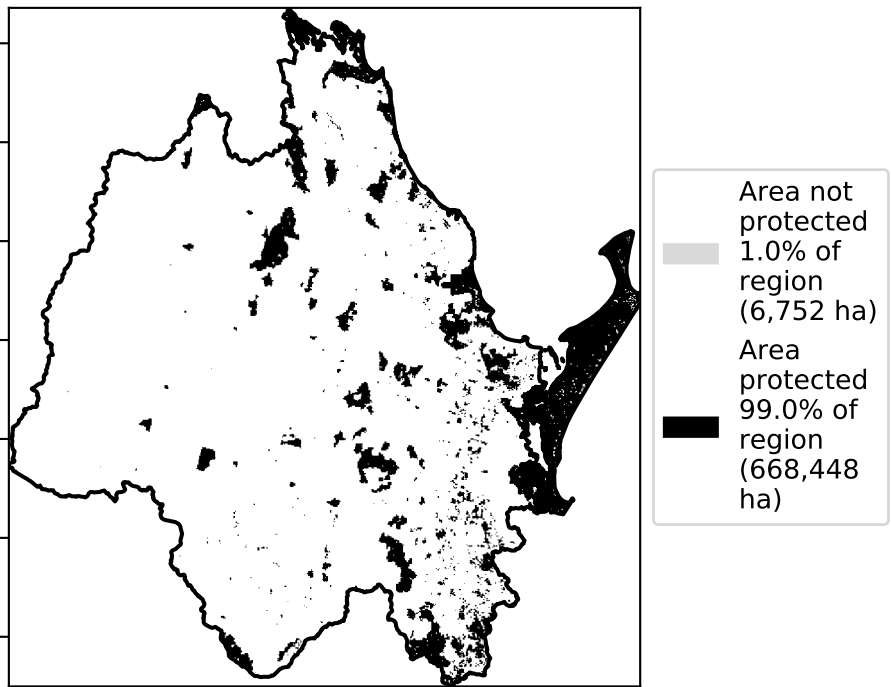 Area not
protected
1.0% of
region
(6,752 ha)
Area
protected
99.0% of
region
(668,448
ha)